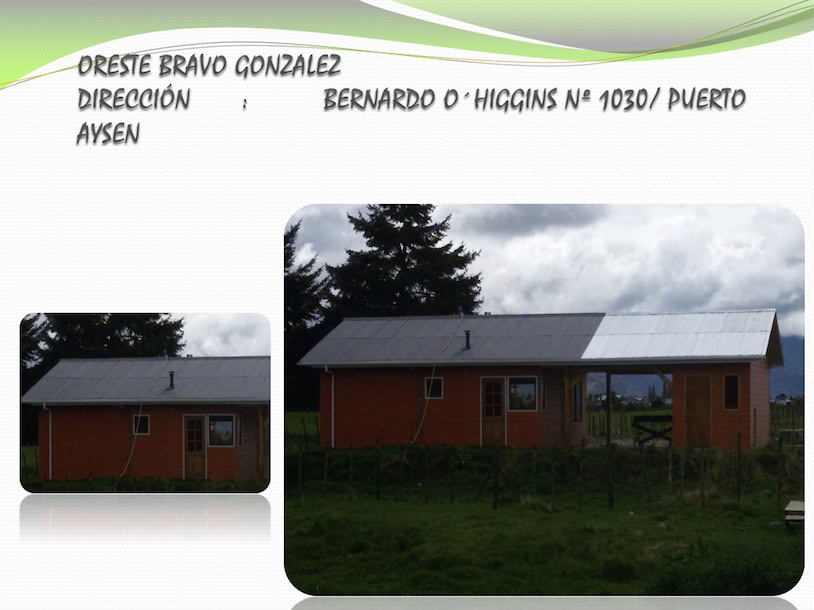 ORESTE BRAVO GONZALEZ
DIRECCIÓN : BERNARDO O´HIGGINS Nº 1030/ PUERTO
AYSEN